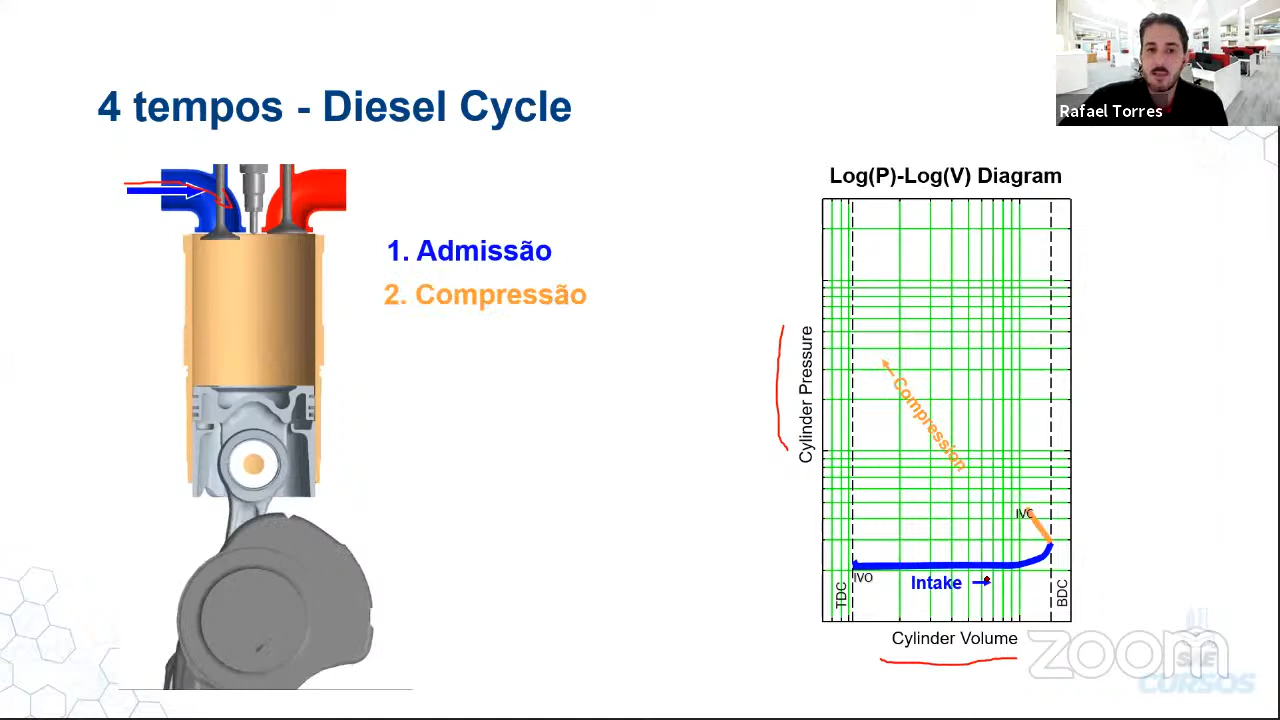 Rafael Torres
4 tempos - Diesel Cycle
1. Admissão
2. Compressão
Log(P)-Log(V) Diagram
Cylinder Pressure
Compression
IVC
IVO
Intake
TDC
BDC
Cylinder Volume
zoom
SAE
CURSOS